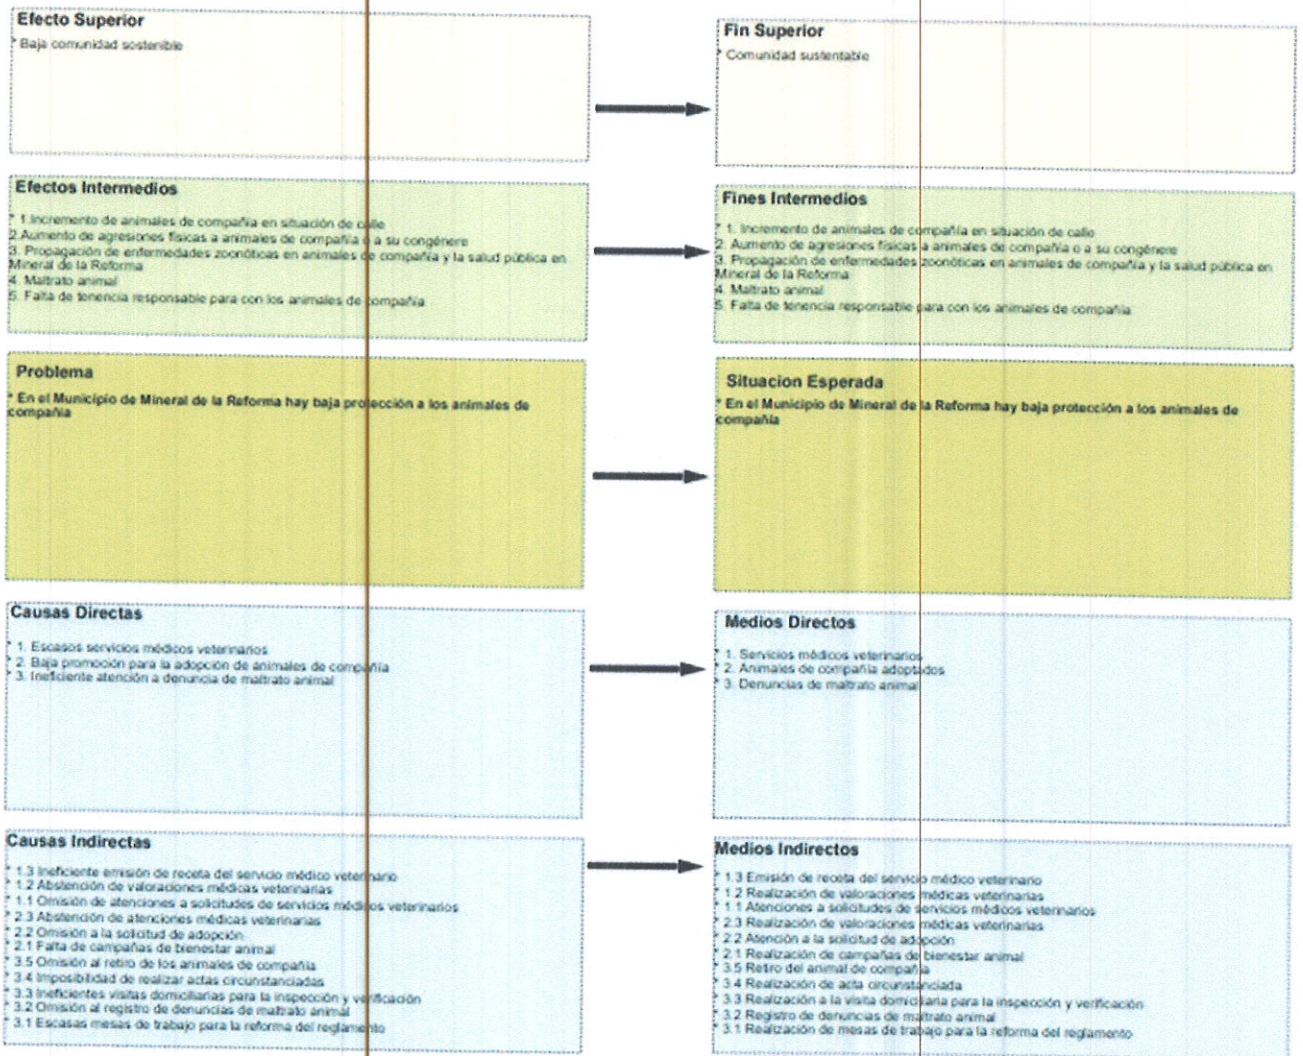 Efecto Superior
* Baja comunidad sostenible
Fin Superior
* Comunidad sustentable
Efectos Intermedios
* 1.Incremento de animales de compañía en situación de calle
2.Aumento de agresiones físicas a animales de compañía o a su congénere
3. Propagación de enfermedades zoonóticas en animales de compañía y la salud pública en
Mineral de la Reforma
4. Maltrato animal
5. Falta de tenencia responsable para con los animales de compañía
Fines Intermedios
* 1. Incremento de animales de compañía en situación de calle
2. Aumento de agresiones físicas a animales de compañía o a su congénere
3. Propagación de enfermedades zoonóticas en animales de compañía y la salud pública en
Mineral de la Reforma
4. Maltrato animal
5. Falta de tenencia responsable para con los animales de compañía
Problema
* En el Municipio de Mineral de la Reforma hay baja protección a los animales de
compañía
Situacion Esperada
* En el Municipio de Mineral de la Reforma hay baja protección a los animales de
compañía
Causas Directas
* 1. Escasos servicios médicos veterinarios
* 2. Baja promoción para la adopción de animales de compañía
* 3. Ineficiente atención a denuncia de maltrato animal
Medios Directos
* 1. Servicios médicos veterinarios
* 2. Animales de compañía adoptados
* 3. Denuncias de maltrato animal
Causas Indirectas
* 1.3 Ineficiente emisión de receta del servicio médico veterinario
* 1.2 Abstención de valoraciones médicas veterinarias
* 1.1 Omisión de atenciones a solicitudes de servicios médicos veterinarios
* 2.3 Abstención de atenciones médicas veterinarias
* 2.2 Omisión a la solicitud de adopción
* 2.1 Falta de campañas de bienestar animal
* 3.5 Omisión al retiro de los animales de compañía
* 3.4 Imposibilidad de realizar actas circunstanciadas
* 3.3 Ineficientes visitas domiciliarias para la inspección y verificación
* 3.2 Omisión al registro de denuncias de maltrato animal
* 3.1 Escasas mesas de trabajo para la reforma del reglamento
Medios Indirectos
* 1.3 Emisión de receta del servicio médico veterinario
* 1.2 Realización de valoraciones médicas veterinarias
* 1.1 Atenciones a solicitudes de servicios médicos veterinarios
* 2.3 Realización de valoraciones médicas veterinarias
* 2.2 Atención a la solicitud de adopción
* 2.1 Realización de campañas de bienestar animal
* 3.5 Retiro del animal de compañía
* 3.4 Realización de acta circunstanciada
* 3.3 Realización a la visita domiciliaria para la inspección y verificación
* 3.2 Registro de denuncias de maltrato animal
* 3.1 Realización de mesas de trabajo para la reforma del reglamento